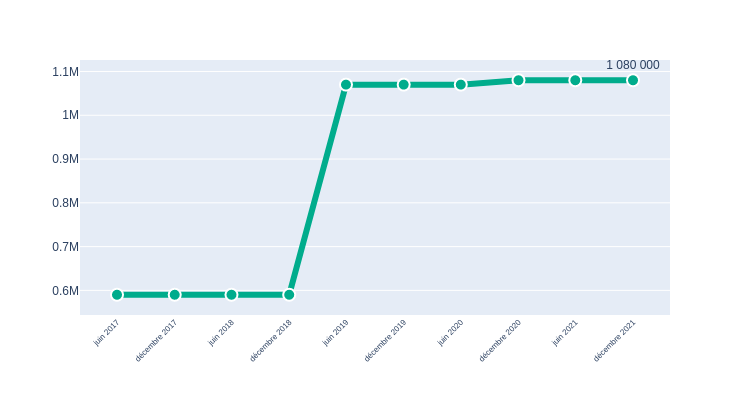 1 080 000
1.1M
1M
0.9M
0.8M
0.7M
0.6M
juin 2017
décembre 2017
juin 2018
décembre 2018
juin 2019
décembre 2019
juin 2020
décembre 2020
juin 2021
décembre 2021